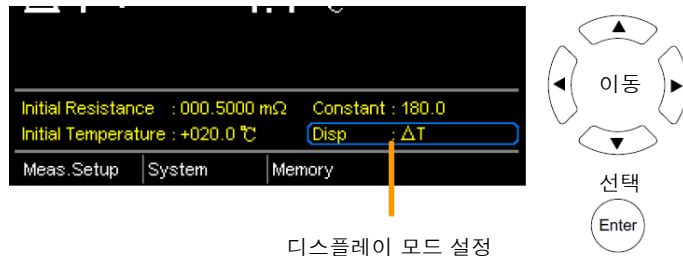 Initial Resistance : 000.5000 mΩ Constant : 180.0
Initial Temperature : +020.0 ℃ Disp : ΔT
Meas.Setup System Memory
이동
선택
Enter
디스플레이 모드 설정